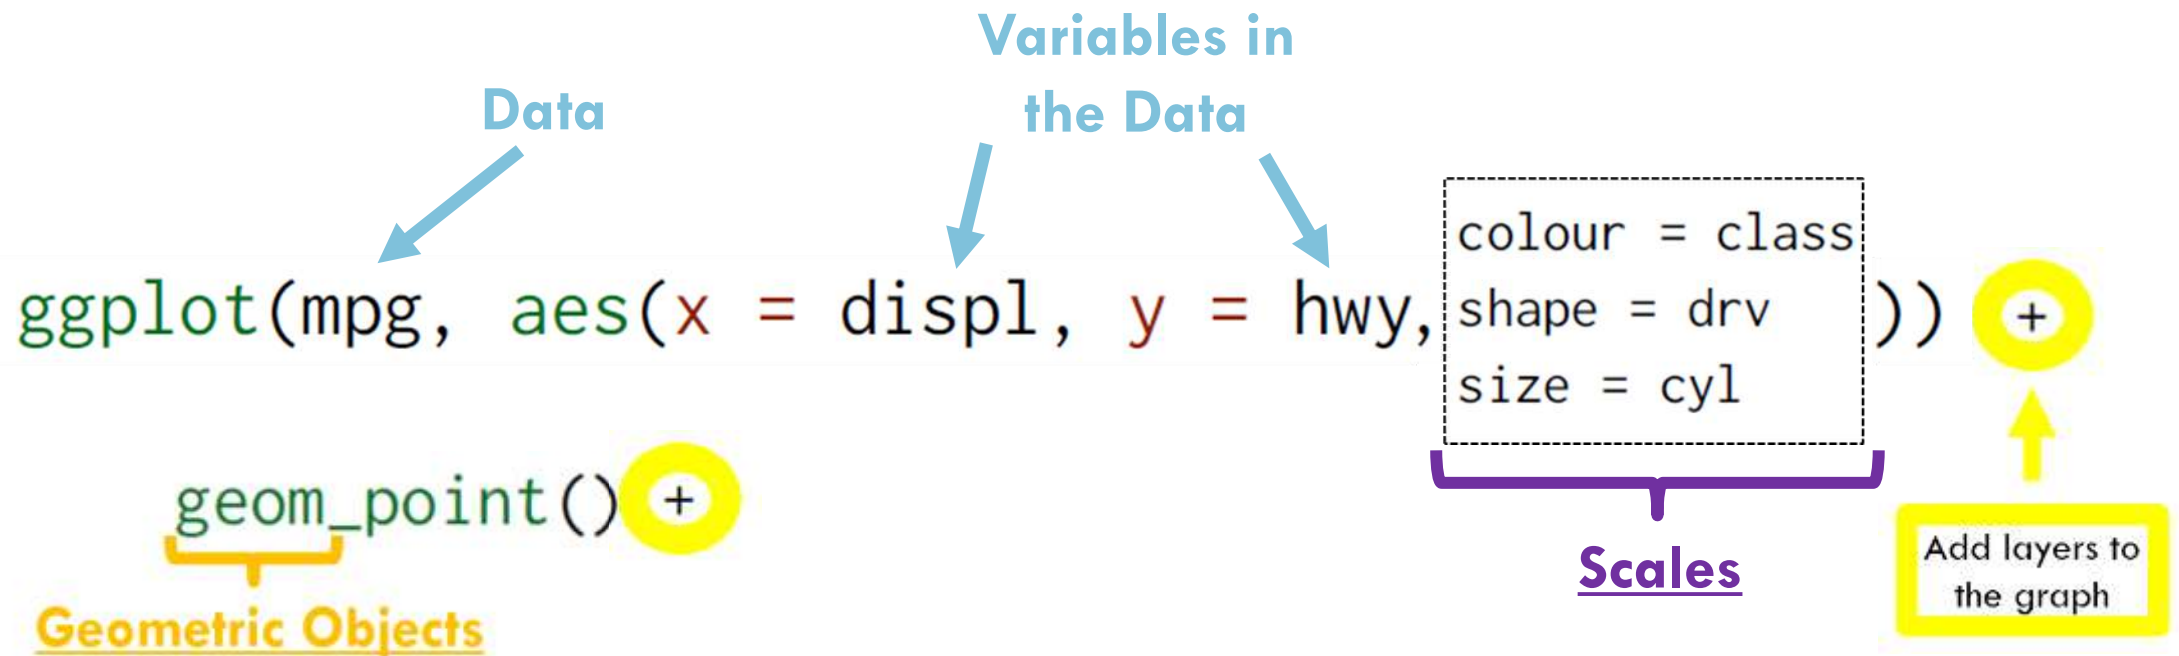 Variables in
the Data
Data
colour = class
ggplot(mpg, aes(x = displ, y = hwy, shape = drv )) +
size = cyl
geom_point() +
Add layers to
the graph
Scales
Geometric Objects